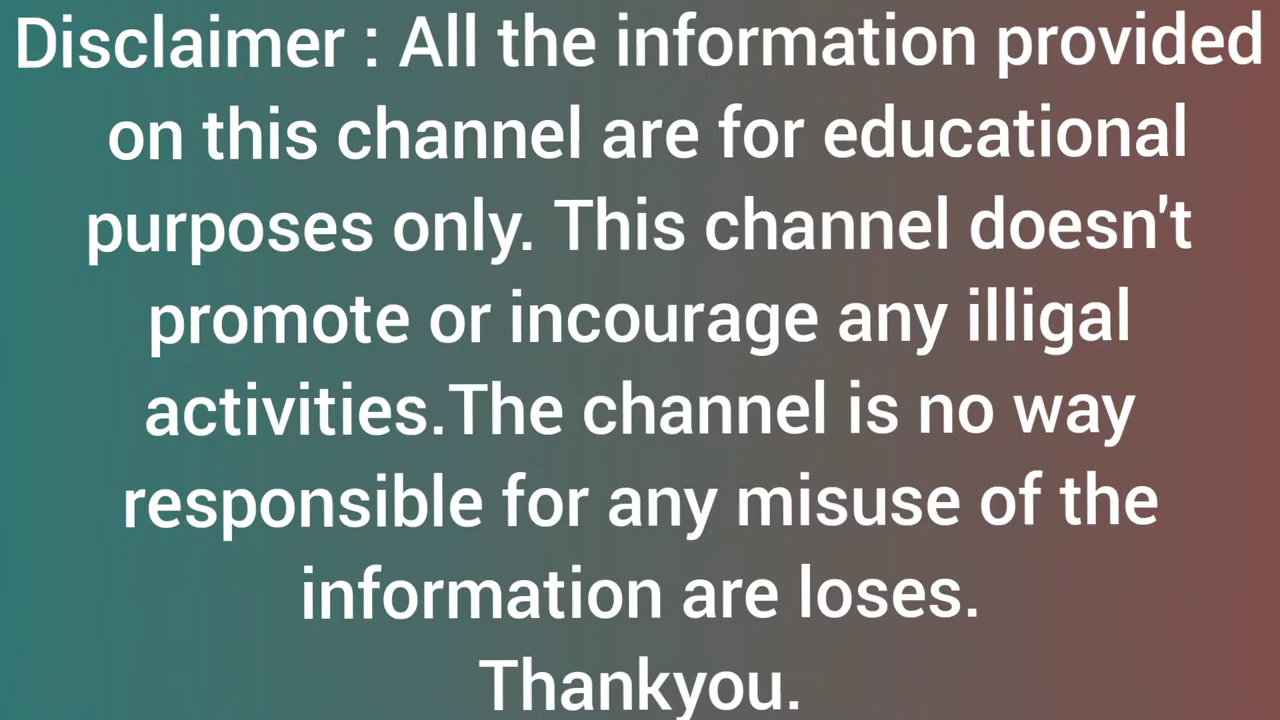 Disclaimer : All the information provided
on this channel are for educational
purposes only. This channel doesn't
promote or incourage any illigal
activities.The channel is no way
responsible for any misuse of the
information are loses.
Thankyou.